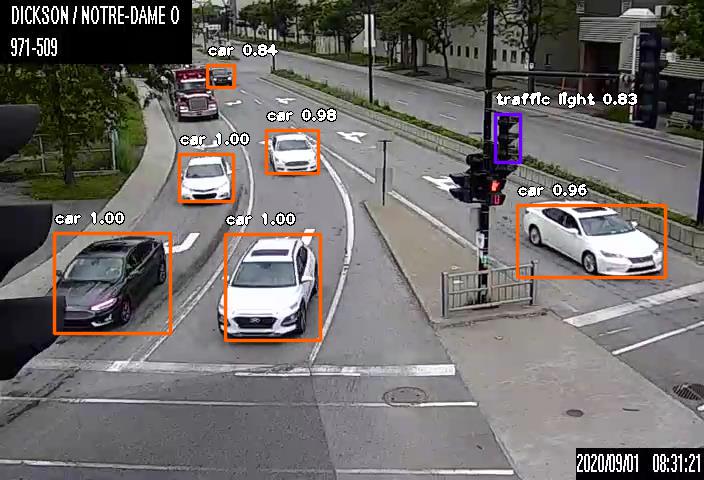 DICKSON / NOTRE-DAME O
971-509
car 0.84
traffic light 0.83
car 0.98
car 1.00
car 0.96
car 1.00
car 1.00
2020/09/01 08:31:21